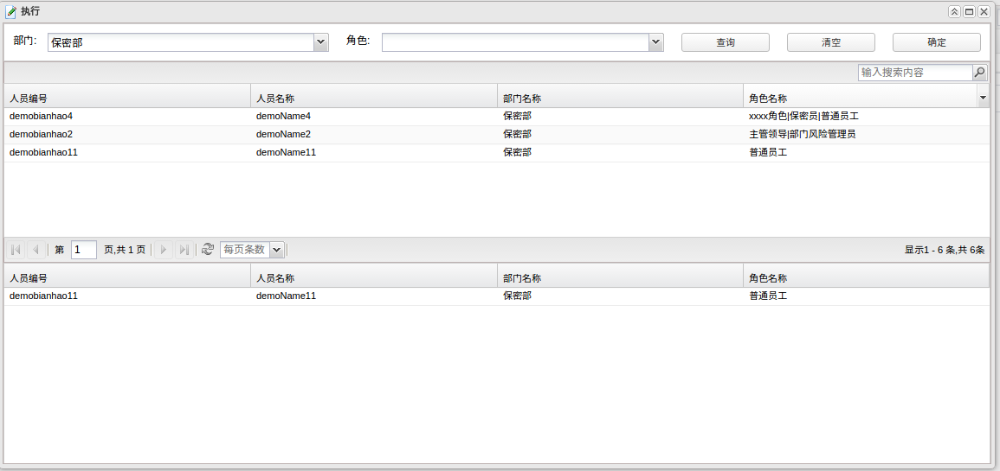 执行
部门: 保密部 角色: 查询 清空 确定
输入搜索内容
人员编号 人员名称 部门名称 角色名称
demobianhao4 demoName4 保密部 xxxx角色|保密员|普通员工
demobianhao2 demoName2 保密部 主管领导|部门风险管理员
demobianhao11 demoName11 保密部 普通员工
第 1 页,共 1 页 每页条数 显示1 - 6 条,共 6条
人员编号 人员名称 部门名称 角色名称
demobianhao11 demoName11 保密部 普通员工